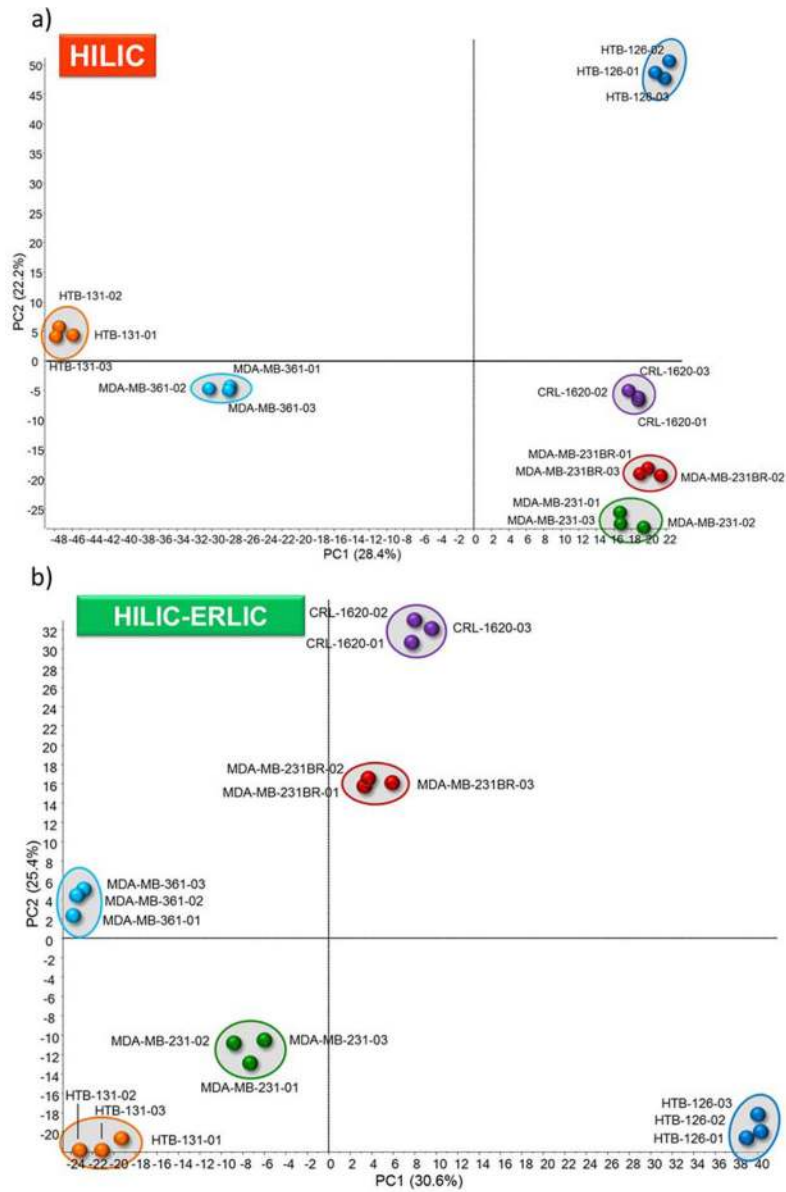 a)
HILIC
HTB-126-02
HTB-126-01
HTB-126-03
50
45
40
35
30
25
20
15
10
5
0
-5
-10
-15
-20
-25
PC2 (22.2%)
HTB-131-02
HTB-131-01
HTB-131-03
MDA-MB-361-01
MDA-MB-361-02
MDA-MB-361-03
CRL-1620-03
CRL-1620-02
CRL-1620-01
MDA-MB-231BR-01
MDA-MB-231BR-03
MDA-MB-231BR-02
MDA-MB-231-01
MDA-MB-231-03
MDA-MB-231-02
-48-46-44-42-40-38-36-34-32-30-28-26-24-22-20-18-16-14-12-10 -8 -6 -4 -2 0 2 4 6 8 10 12 14 16 18 20 22
PC1 (28.4%)
b)
HILIC-ERLIC
CRL-1620-02
CRL-1620-03
CRL-1620-01
32
30
28
26
24
22
20
18
16
14
12
10
8
6
4
2
0
-2
-4
-6
-8
-10
-12
-14
-16
-18
-20
PC2 (25.4%)
MDA-MB-231BR-02
MDA-MB-231BR-03
MDA-MB-231BR-01
MDA-MB-361-03
MDA-MB-361-02
MDA-MB-361-01
MDA-MB-231-02
MDA-MB-231-03
MDA-MB-231-01
HTB-131-02
HTB-131-03
HTB-131-01
HTB-126-03
HTB-126-02
HTB-126-01
-24 -22 -20 -18 -16 -14 -12 -10 -8 -6 -4 -2 0 2 4 6 8 10 12 14 16 18 20 22 24 26 28 30 32 34 36 38 40
PC1 (30.6%)